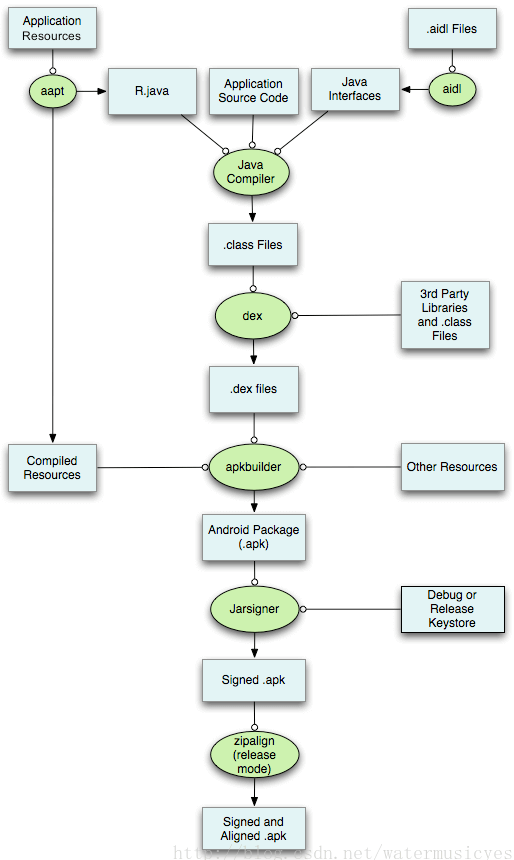 Application
Resources
.aidl Files
aapt
R.java
Application
Source Code
Java
Interfaces
aidl
Java
Compiler
.class Files
dex
3rd Party
Libraries
and .class
Files
.dex files
Compiled
Resources
apkbuilder
Other Resources
Android Package
(.apk)
Jarsigner
Debug or
Release
Keystore
Signed .apk
zipalign
(release
mode)
Signed and
Aligned .apk
http://blog.csdn.net/watermusicyes